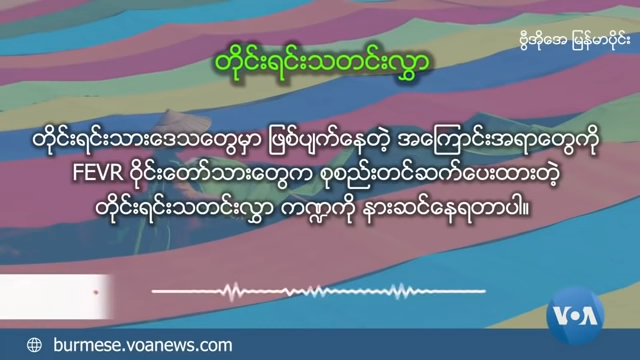 ဗွီအိုအေ မြန်မာပိုင်း
တိုင်းရင်းသတင်းလွှာ
တိုင်းရင်းသားဒေသတွေမှာ ဖြစ်ပျက်နေတဲ့ အကြောင်းအရာတွေကို
FEVR ဝိုင်းတော်သားတွေက စုစည်းတင်ဆက်ပေးထားတဲ့
တိုင်းရင်းသတင်းလွှာ ကဏ္ဍကို နားဆင်နေရတာပါ။
VOA
burmese.voanews.com